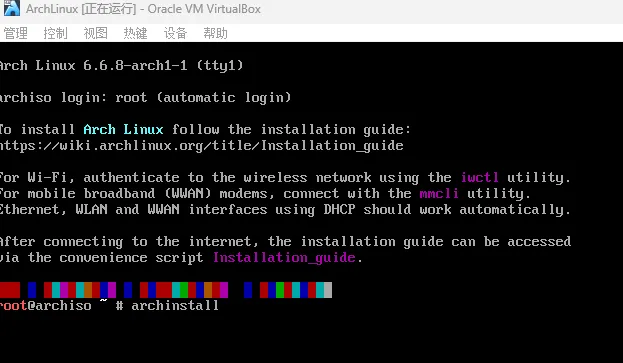 ArchLinux [正在运行] - Oracle VM VirtualBox
管理 控制 视图 热键 设备 帮助
Arch Linux 6.6.8-arch1-1 (tty1)
archiso login: root (automatic login)
To install Arch Linux follow the installation guide:
https://wiki.archlinux.org/title/Installation_guide
For Wi-Fi, authenticate to the wireless network using the iwctl utility.
For mobile broadband (WWAN) modems, connect with the mmcli utility.
Ethernet, WLAN and WWAN interfaces using DHCP should work automatically.
After connecting to the internet, the installation guide can be accessed
via the convenience script Installation_guide.
root@archiso ~ # archinstall